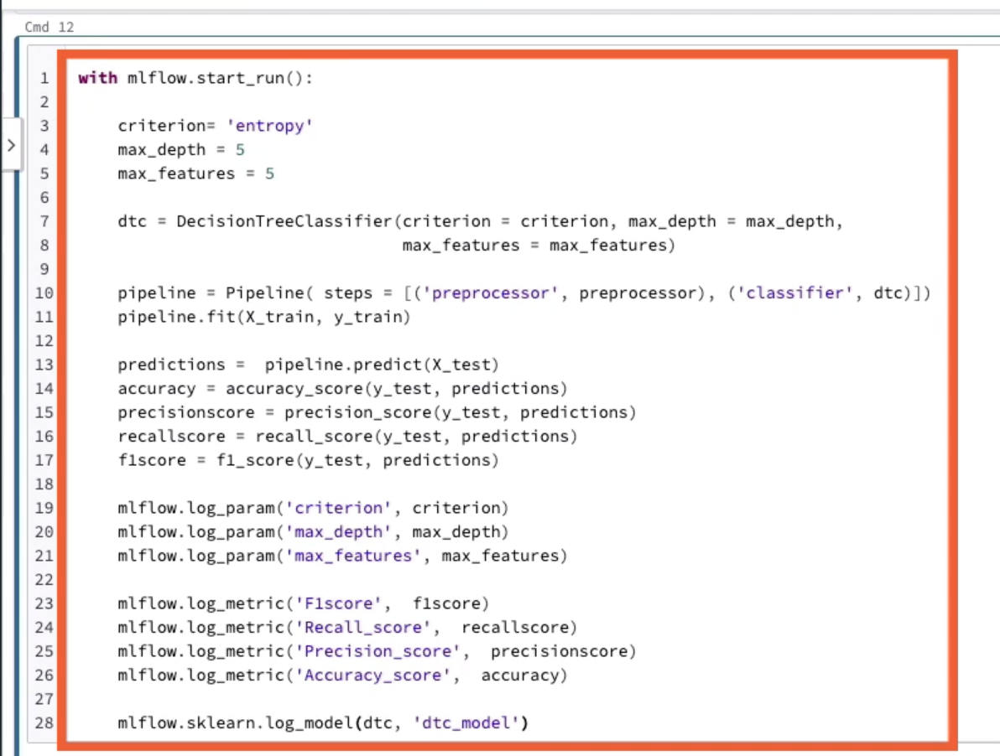 Cmd 12
1 with mlflow.start_run():
2
3     criterion= 'entropy'
4     max_depth = 5
5     max_features = 5
6
7     dtc = DecisionTreeClassifier(criterion = criterion, max_depth = max_depth,
8                                  max_features = max_features)
9
10     pipeline = Pipeline( steps = [('preprocessor', preprocessor), ('classifier', dtc)])
11     pipeline.fit(X_train, y_train)
12
13     predictions =  pipeline.predict(X_test)
14     accuracy = accuracy_score(y_test, predictions)
15     precisionscore = precision_score(y_test, predictions)
16     recallscore = recall_score(y_test, predictions)
17     f1score = f1_score(y_test, predictions)
18
19     mlflow.log_param('criterion', criterion)
20     mlflow.log_param('max_depth', max_depth)
21     mlflow.log_param('max_features', max_features)
22
23     mlflow.log_metric('F1score',  f1score)
24     mlflow.log_metric('Recall_score',  recallscore)
25     mlflow.log_metric('Precision_score',  precisionscore)
26     mlflow.log_metric('Accuracy_score',  accuracy)
27
28     mlflow.sklearn.log_model(dtc, 'dtc_model')